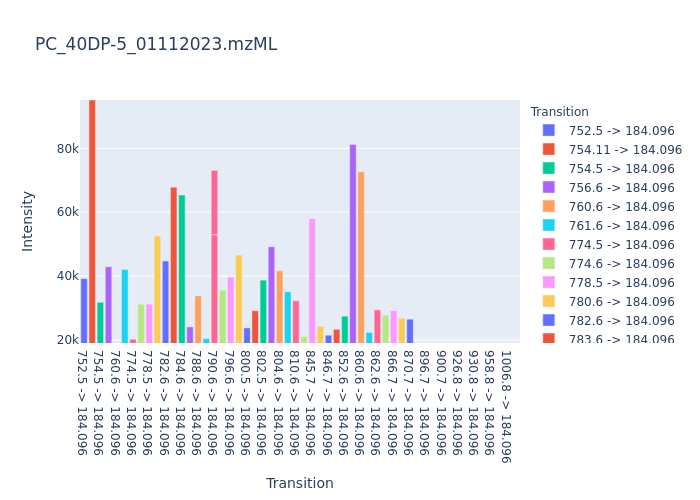 PC_40DP-5_01112023.mzML
Intensity
80k
60k
40k
20k
752.5 -> 184.096
754.5 -> 184.096
760.6 -> 184.096
774.5 -> 184.096
778.5 -> 184.096
782.6 -> 184.096
784.6 -> 184.096
788.6 -> 184.096
790.6 -> 184.096
796.6 -> 184.096
800.5 -> 184.096
802.5 -> 184.096
804.6 -> 184.096
810.6 -> 184.096
845.7 -> 184.096
846.7 -> 184.096
852.6 -> 184.096
860.6 -> 184.096
862.6 -> 184.096
866.7 -> 184.096
870.7 -> 184.096
896.7 -> 184.096
900.7 -> 184.096
926.8 -> 184.096
930.8 -> 184.096
958.8 -> 184.096
1006.8 -> 184.096
Transition
Transition
752.5 -> 184.096
754.11 -> 184.096
754.5 -> 184.096
756.6 -> 184.096
760.6 -> 184.096
761.6 -> 184.096
774.5 -> 184.096
774.6 -> 184.096
778.5 -> 184.096
780.6 -> 184.096
782.6 -> 184.096
783.6 -> 184.096